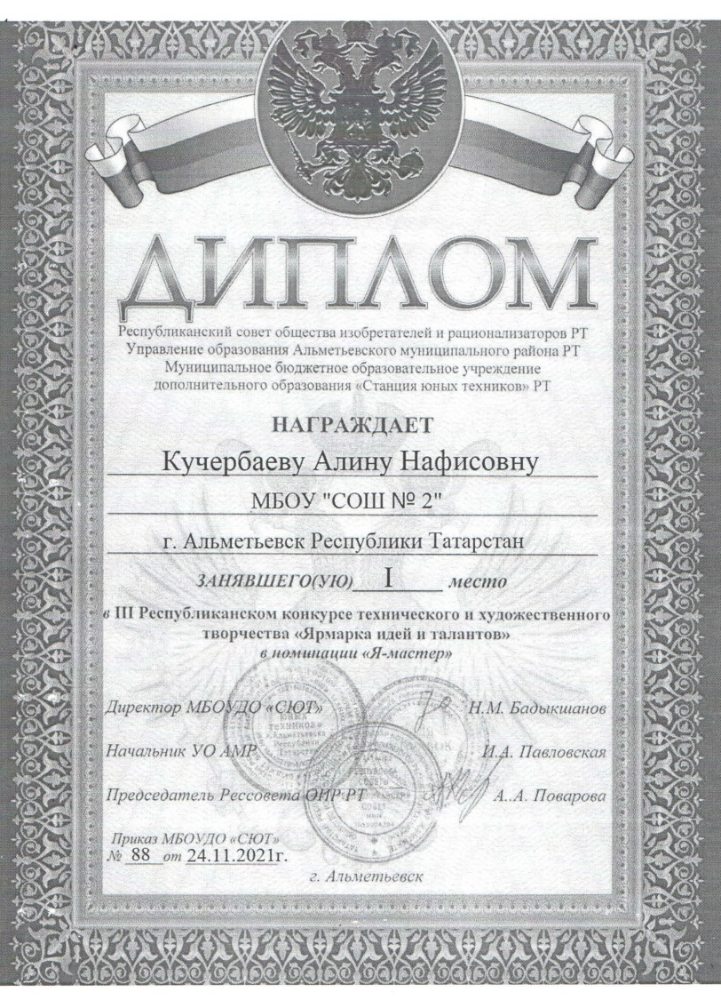 ДИПЛОМ
Республиканский совет общества изобретателей и рационализаторов РТ
Управление образования Альметьевского муниципального района РТ
Муниципальное бюджетное образовательное учреждение
дополнительного образования «Станция юных техников» РТ
НАГРАЖДАЕТ
Кучербаеву Алину Нафисовну
МБОУ "СОШ № 2"
г. Альметьевск Республики Татарстан
ЗАНЯВШЕГО(УЮ) I место
в III Республиканском конкурсе технического и художественного
творчества «Ярмарка идей и талантов»
в номинации «Я-мастер»
Директор МБОУДО «СЮТ» Н.М. Бадыкшанов
Начальник УО АМР И.А. Павловская
Председатель Рессовета ОИР РТ А..А. Поварова
Приказ МБОУДО «СЮТ»
№ 88 от 24.11.2021г.
г. Альметьевск